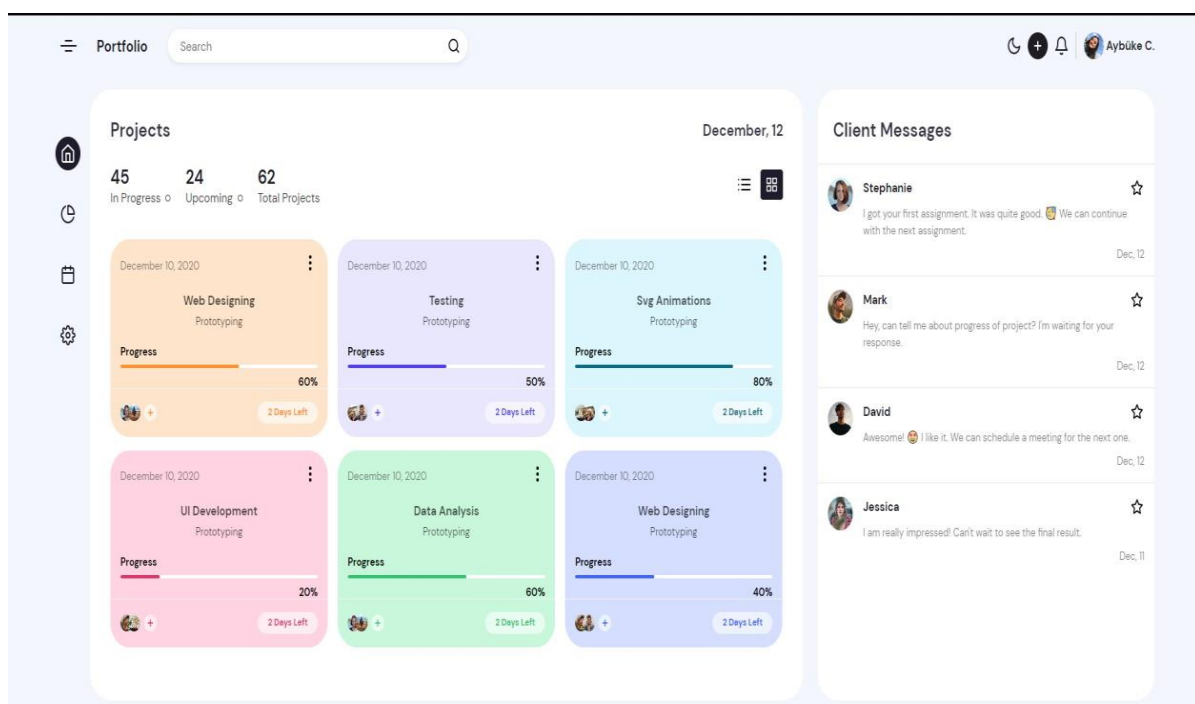 Portfolio
Search
Aybüke C.
Projects
December, 12
45
In Progress
24
Upcoming
62
Total Projects
December 10, 2020
Web Designing
Prototyping
Progress
60%
2 Days Left
December 10, 2020
Testing
Prototyping
Progress
50%
2 Days Left
December 10, 2020
Svg Animations
Prototyping
Progress
80%
2 Days Left
December 10, 2020
UI Development
Prototyping
Progress
20%
2 Days Left
December 10, 2020
Data Analysis
Prototyping
Progress
60%
2 Days Left
December 10, 2020
Web Designing
Prototyping
Progress
40%
2 Days Left
Client Messages
Stephanie
I got your first assignment. It was quite good. 🥳 We can continue
with the next assignment.
Dec, 12
Mark
Hey, can tell me about progress of project? I'm waiting for your
response.
Dec, 12
David
Awesome! 🤩 I like it. We can schedule a meeting for the next one.
Dec, 12
Jessica
I am really impressed! Can't wait to see the final result.
Dec, 11